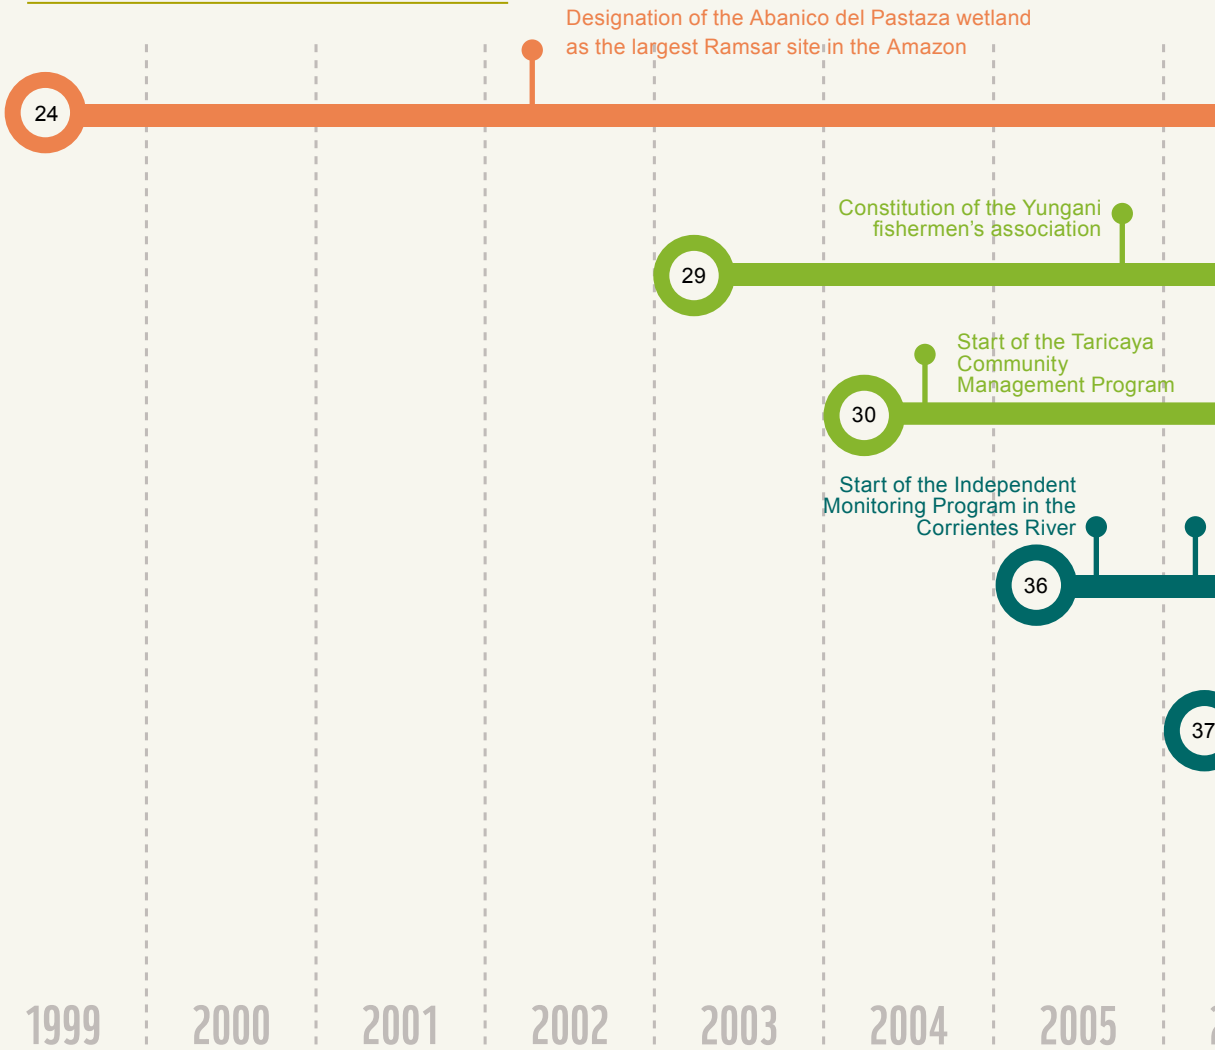 Designation of the Abanico del Pastaza wetland
as the largest Ramsar site in the Amazon
24
Constitution of the Yungani
fishermen's association
29
Start of the Taricaya
Community
Management Program
30
Start of the Independent
Monitoring Program in the
Corrientes River
36
37
1999 2000 2001 2002 2003 2004 2005